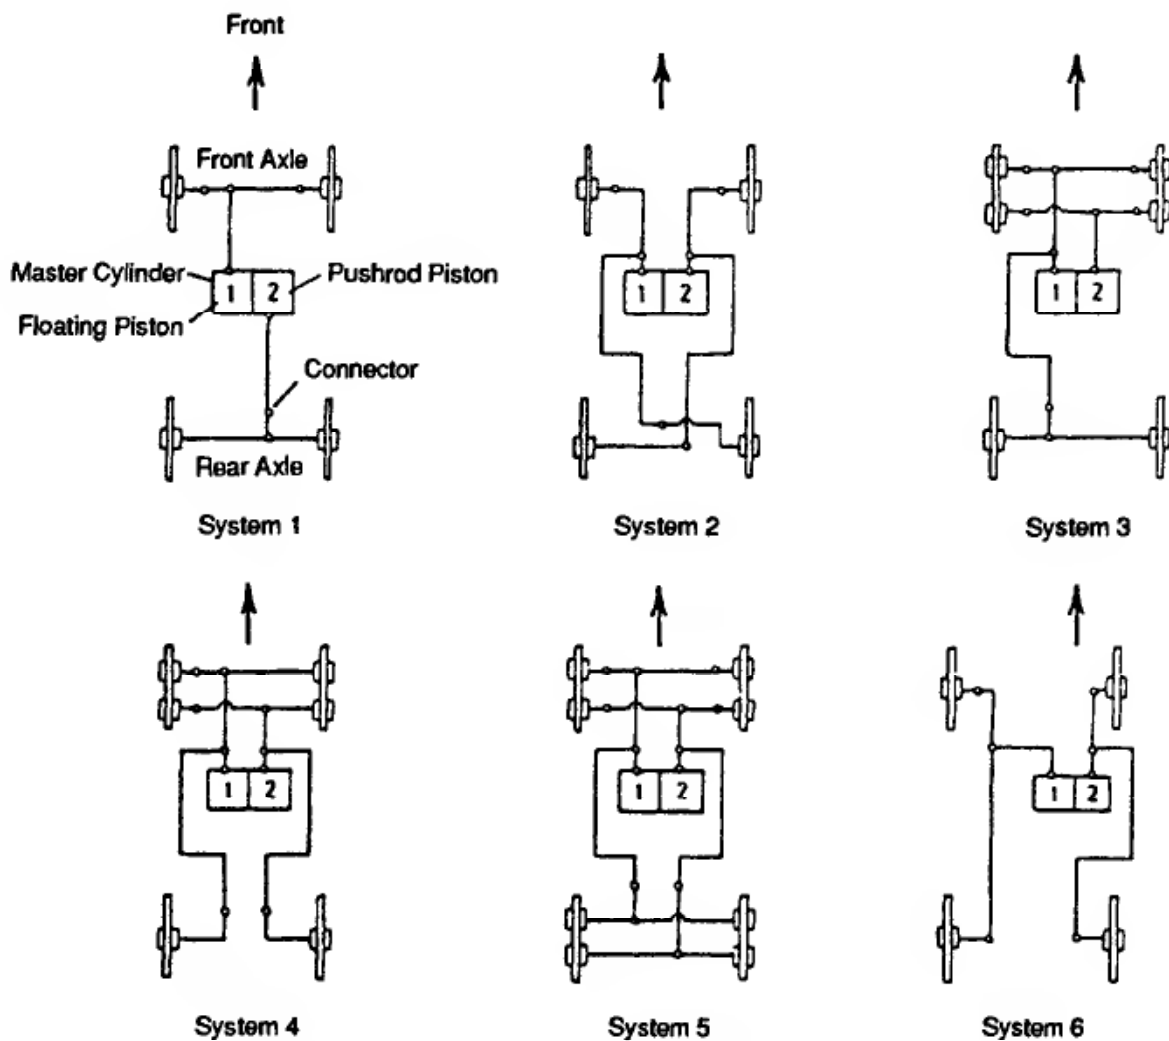 Front
Front Axle
Master Cylinder
Pushrod Piston
1 2
Floating Piston
Connector
Rear Axle
System 1
1 2
System 2
1 2
System 3
1 2
System 4
1 2
System 5
1 2
System 6